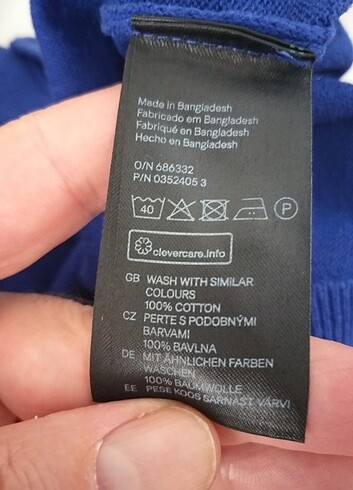 Made in Bangladesh
Fabricado em Bangladesh
Fabriqué en Bangladesh
Hecho en Bangladesh
O/N 686332
P/N 0352405 3
40 P
clevercare.info
GB WASH WITH SIMILAR
COLOURS
100% COTTON
CZ PERTE S PODOBNÝMI
BARVAMI
100% BAVLNA
DE MIT ÄHNLICHEN FARBEN
WASCHEN
100% BAUMWOLLE
EE PESE KOOS SARNAST VÄRVI